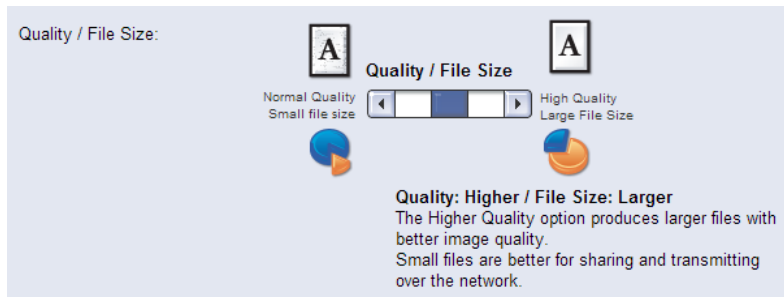 Quality / File Size:
A
A
Quality / File Size
Normal Quality
Small file size
High Quality
Large File Size
Quality: Higher / File Size: Larger
The Higher Quality option produces larger files with
better image quality.
Small files are better for sharing and transmitting
over the network.